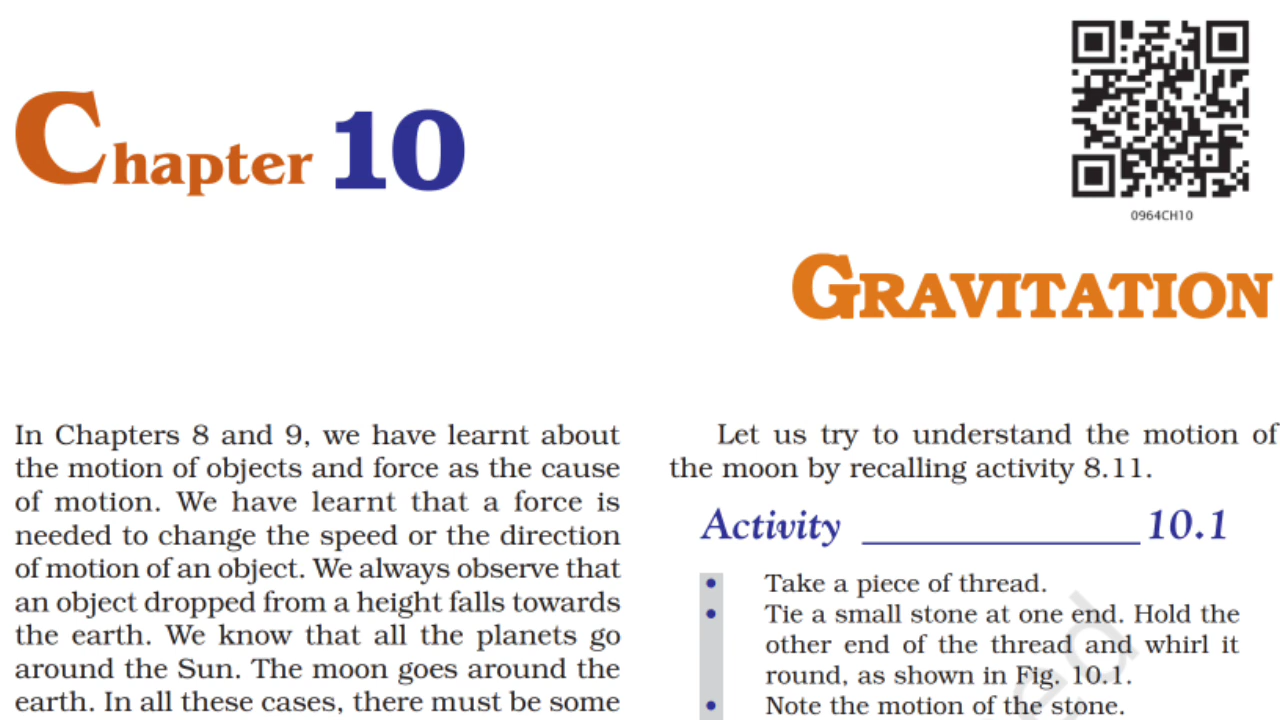 Chapter 10
0964CH10
GRAVITATION
In Chapters 8 and 9, we have learnt about
the motion of objects and force as the cause
of motion. We have learnt that a force is
needed to change the speed or the direction
of motion of an object. We always observe that
an object dropped from a height falls towards
the earth. We know that all the planets go
around the Sun. The moon goes around the
earth. In all these cases, there must be some
Let us try to understand the motion of
the moon by recalling activity 8.11.
Activity ______________ 10.1
• Take a piece of thread.
• Tie a small stone at one end. Hold the
other end of the thread and whirl it
round, as shown in Fig. 10.1.
• Note the motion of the stone.